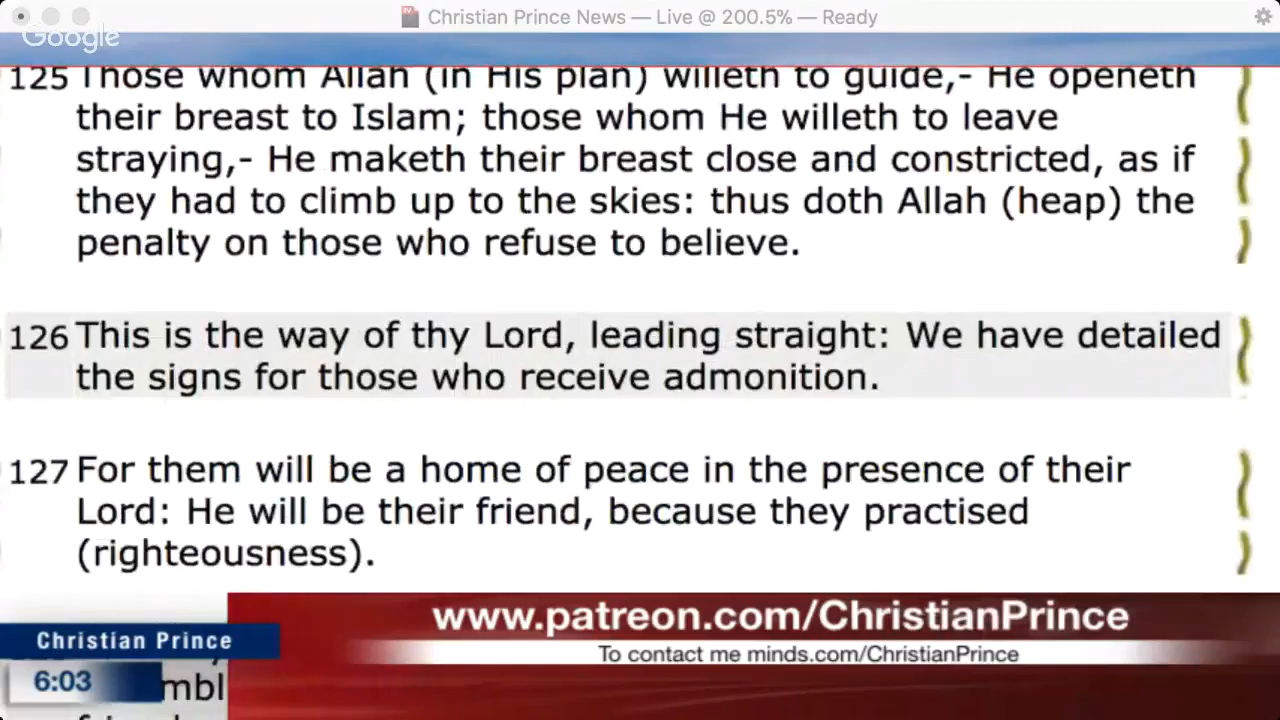 Christian Prince News — Live @ 200.5% — Ready
Google
125 Those whom Allah (in His plan) willeth to guide,- He openeth
their breast to Islam; those whom He willeth to leave
straying,- He maketh their breast close and constricted, as if
they had to climb up to the skies: thus doth Allah (heap) the
penalty on those who refuse to believe.
126 This is the way of thy Lord, leading straight: We have detailed
the signs for those who receive admonition.
127 For them will be a home of peace in the presence of their
Lord: He will be their friend, because they practised
(righteousness).
www.patreon.com/ChristianPrince
Christian Prince
To contact me minds.com/ChristianPrince
6:03
mbl